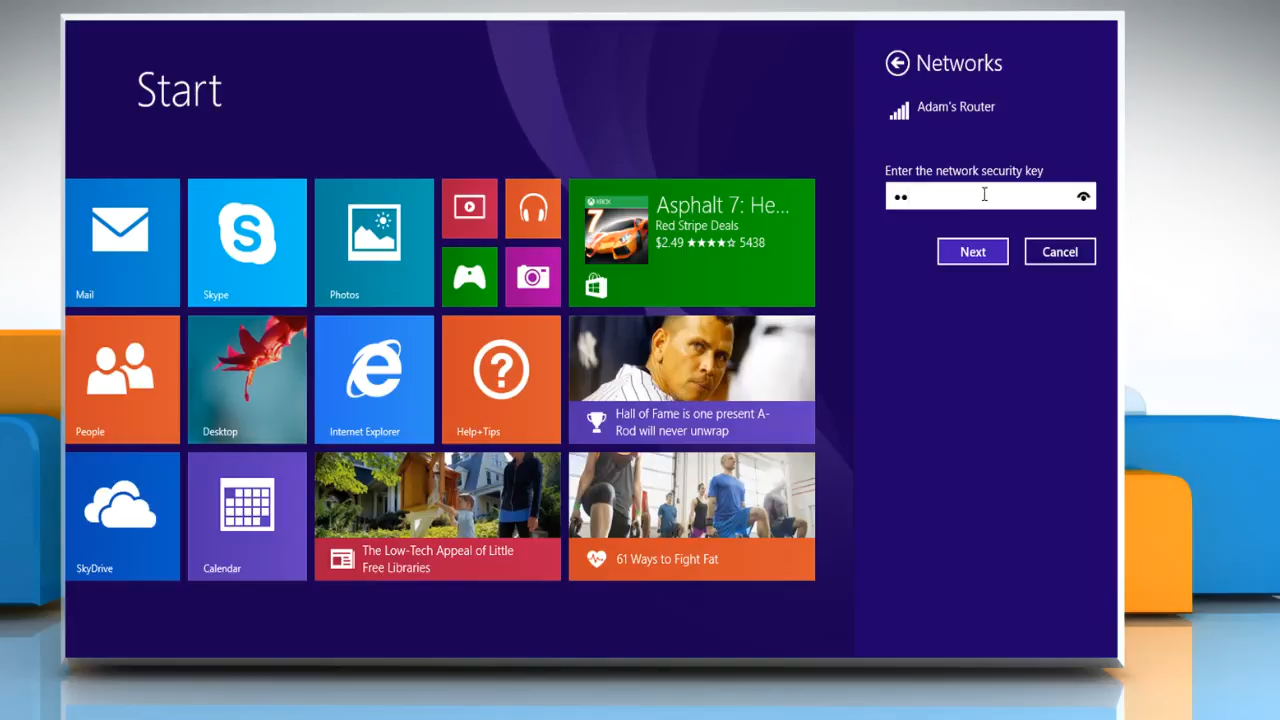 Start
Networks
Adam's Router
Enter the network security key
Next
Cancel
Mail
Skype
Photos
XBOX
7
Asphalt 7: He...
Red Stripe Deals
$2.49 ★★★★☆ 5438
People
Desktop
Internet Explorer
Help+Tips
Hall of Fame is one present A-
Rod will never unwrap
SkyDrive
Calendar
The Low-Tech Appeal of Little
Free Libraries
61 Ways to Fight Fat